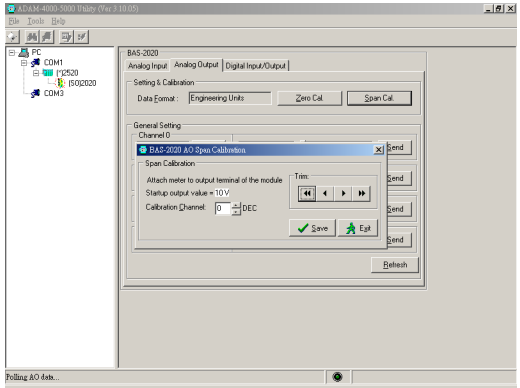 ADAM-4000-5000 Utility (Ver 3.10.05)
File Tools Help
PC
COM1
(*)2520
(S0)2020
COM3
BAS-2020
Analog Input Analog Output Digital Input/Output
Setting & Calibration
Data Format : Engineering Units Zero Cal. Span Cal.
General Setting
Channel 0
Send
BAS-2020 AO Span Calibration
Span Calibration
Attach meter to output terminal of the module
Startup output value = 10 V
Calibration Channel: 0 DEC
Trim:
Save Exit
Send
Send
Send
Refresh
Polling AO data...